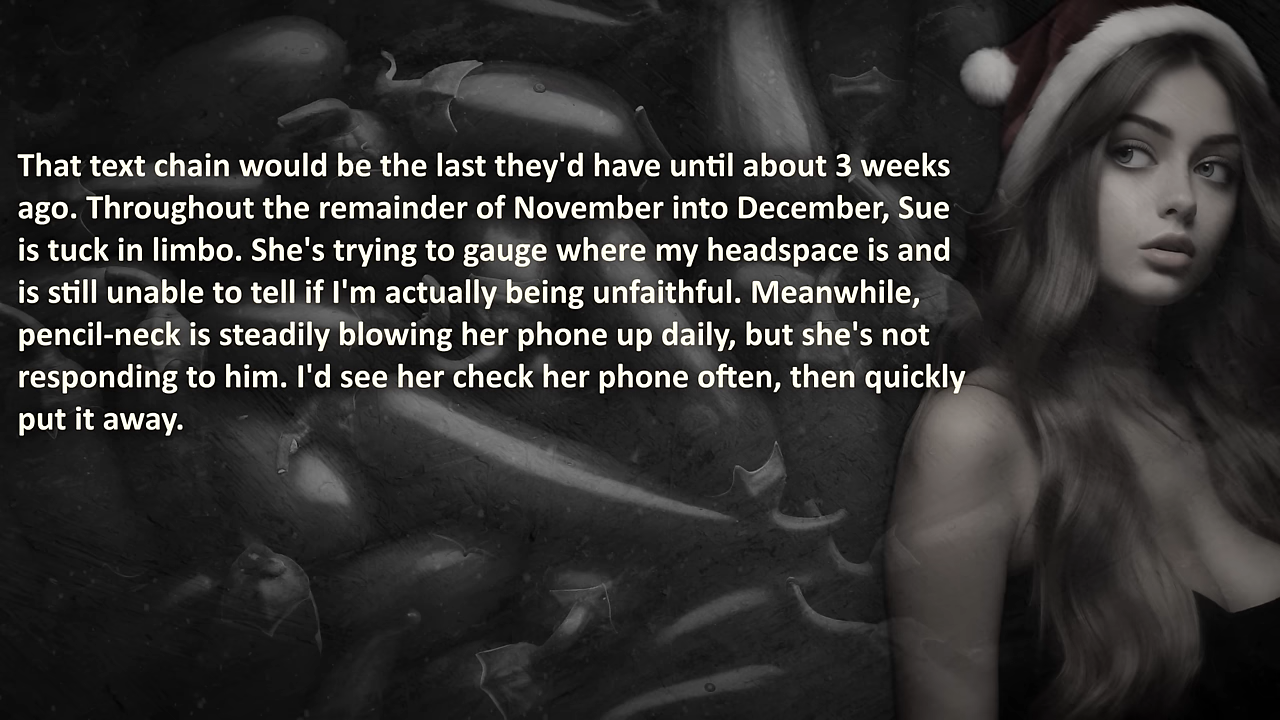 That text chain would be the last they'd have until about 3 weeks
ago. Throughout the remainder of November into December, Sue
is tuck in limbo. She's trying to gauge where my headspace is and
is still unable to tell if I'm actually being unfaithful. Meanwhile,
pencil-neck is steadily blowing her phone up daily, but she's not
responding to him. I'd see her check her phone often, then quickly
put it away.